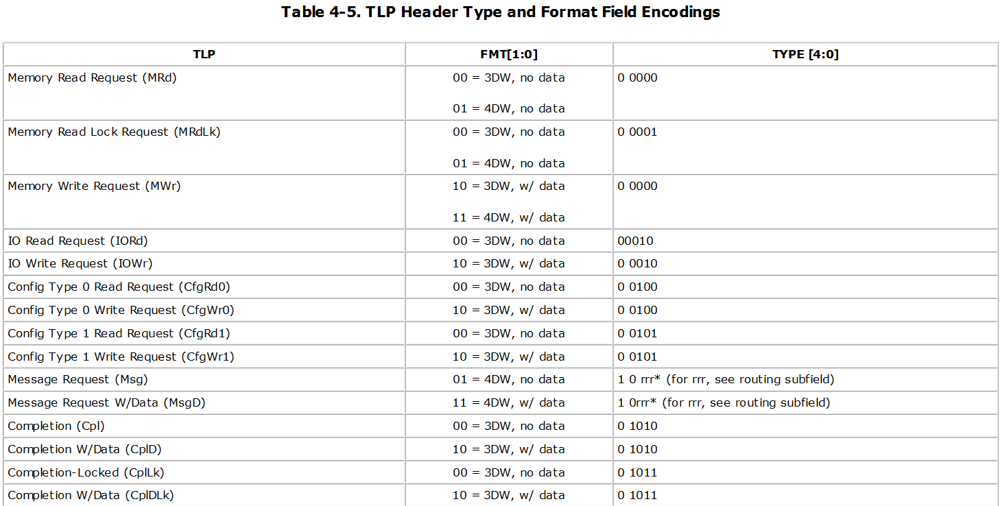 Table 4-5. TLP Header Type and Format Field Encodings
TLP FMT[1:0] TYPE [4:0]
Memory Read Request (MRd) 00 = 3DW, no data 0 0000
01 = 4DW, no data
Memory Read Lock Request (MRdLk) 00 = 3DW, no data 0 0001
01 = 4DW, no data
Memory Write Request (MWr) 10 = 3DW, w/ data 0 0000
11 = 4DW, w/ data
IO Read Request (IORd) 00 = 3DW, no data 00010
IO Write Request (IOWr) 10 = 3DW, w/ data 0 0010
Config Type 0 Read Request (CfgRd0) 00 = 3DW, no data 0 0100
Config Type 0 Write Request (CfgWr0) 10 = 3DW, w/ data 0 0100
Config Type 1 Read Request (CfgRd1) 00 = 3DW, no data 0 0101
Config Type 1 Write Request (CfgWr1) 10 = 3DW, w/ data 0 0101
Message Request (Msg) 01 = 4DW, no data 1 0 rrr* (for rrr, see routing subfield)
Message Request W/Data (MsgD) 11 = 4DW, w/ data 1 0rrr* (for rrr, see routing subfield)
Completion (Cpl) 00 = 3DW, no data 0 1010
Completion W/Data (CplD) 10 = 3DW, w/ data 0 1010
Completion-Locked (CplLk) 00 = 3DW, no data 0 1011
Completion W/Data (CplDLk) 10 = 3DW, w/ data 0 1011